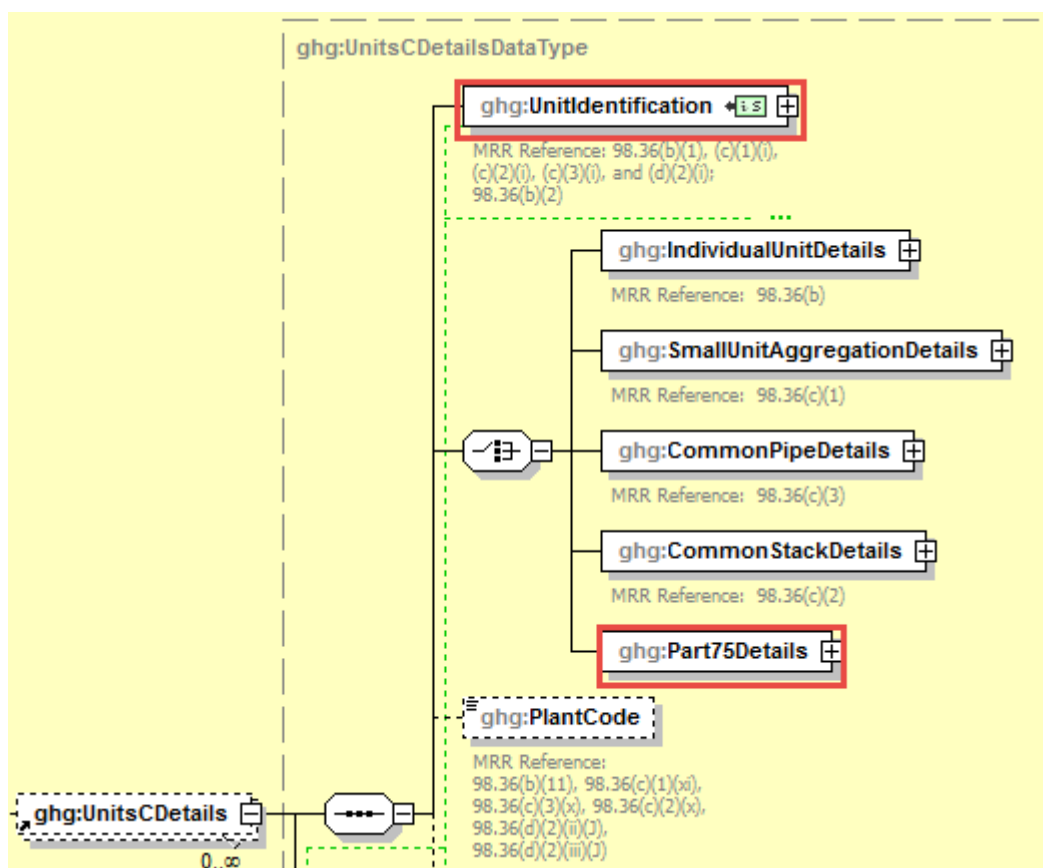 ghg:UnitsCDetailsDataType
ghg:UnitIdentification is
MRR Reference: 98.36(b)(1), (c)(1)(i),
(c)(2)(i), (c)(3)(i), and (d)(2)(i);
98.36(b)(2)
...
ghg:IndividualUnitDetails
MRR Reference: 98.36(b)
ghg:SmallUnitAggregationDetails
MRR Reference: 98.36(c)(1)
ghg:CommonPipeDetails
MRR Reference: 98.36(c)(3)
ghg:CommonStackDetails
MRR Reference: 98.36(c)(2)
ghg:Part75Details
ghg:PlantCode
MRR Reference:
98.36(b)(11), 98.36(c)(1)(xi),
98.36(c)(3)(x), 98.36(c)(2)(x),
98.36(d)(2)(ii)(J),
98.36(d)(2)(iii)(J)
ghg:UnitsCDetails
0..∞